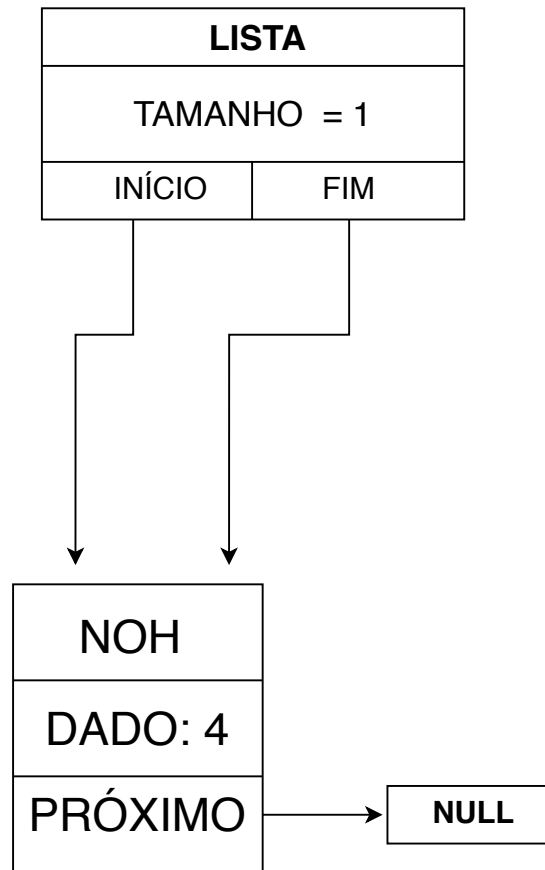 LISTA
TAMANHO = 1
INÍCIO FIM
NOH
DADO: 4
PRÓXIMO NULL